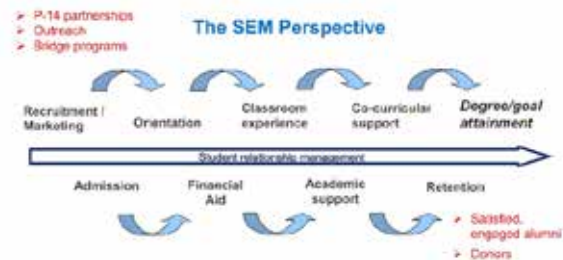 P-14 partnerships
Outreach
Bridge programs
The SEM Perspective
Recruitment /
Marketing
Orientation
Classroom
experience
Co-curricular
support
Degree/goal
attainment
Student relationship management
Admission
Financial
Aid
Academic
support
Retention
Satisfied,
engaged alumni
Donors